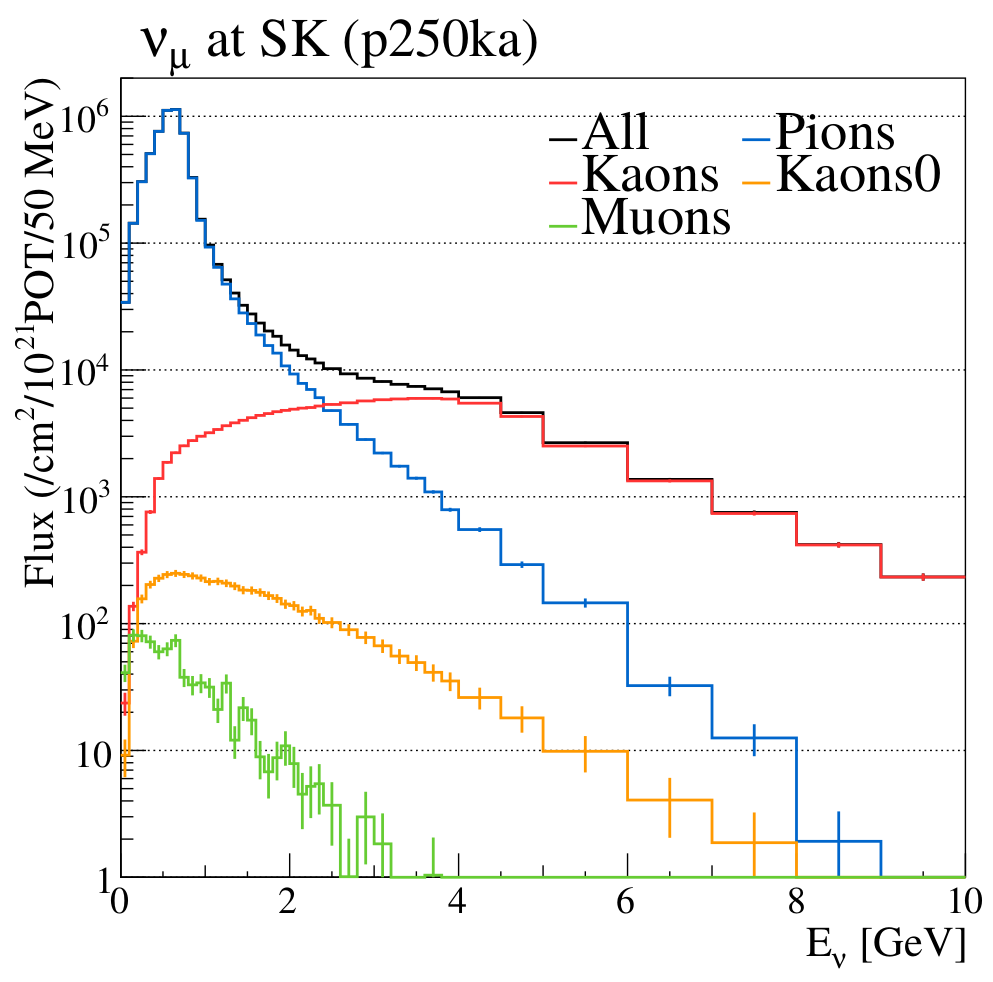 ν_μ at SK (p250ka)
Flux (/cm²/10²¹POT/50 MeV)
10⁶
10⁵
10⁴
10³
10²
10
1
All
Pions
Kaons
Kaons0
Muons
0 2 4 6 8 10
E_ν [GeV]